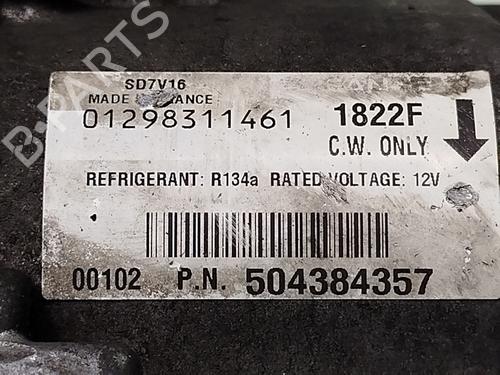 B-PARTS
SD7V16
MADE IN FRANCE
01298311461 1822F
C.W. ONLY
REFRIGERANT: R134a RATED VOLTAGE: 12V
00102 P.N. 504384357